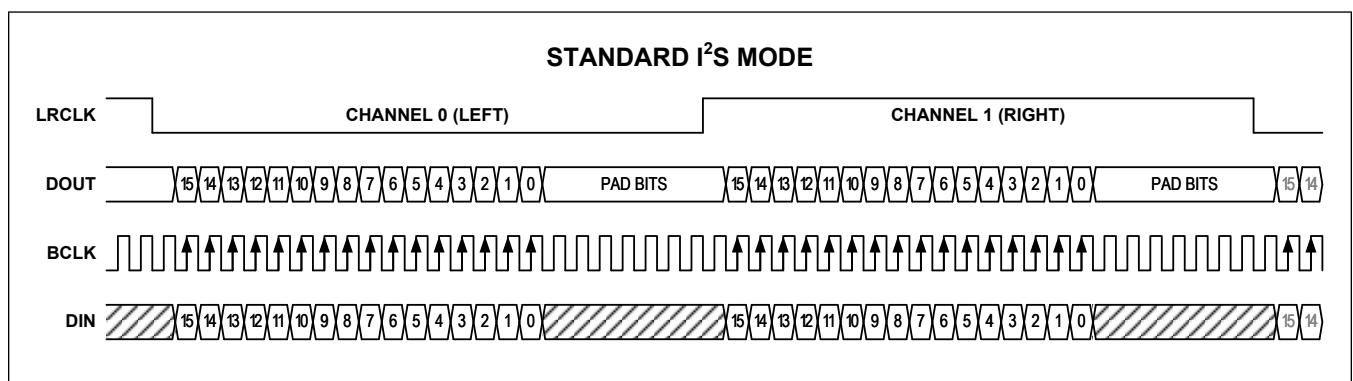 STANDARD I²S MODE
LRCLK CHANNEL 0 (LEFT) CHANNEL 1 (RIGHT)
DOUT 15 14 13 12 11 10 9 8 7 6 5 4 3 2 1 0 PAD BITS 15 14 13 12 11 10 9 8 7 6 5 4 3 2 1 0 PAD BITS 15 14
BCLK
DIN 15 14 13 12 11 10 9 8 7 6 5 4 3 2 1 0 15 14 13 12 11 10 9 8 7 6 5 4 3 2 1 0 15 14